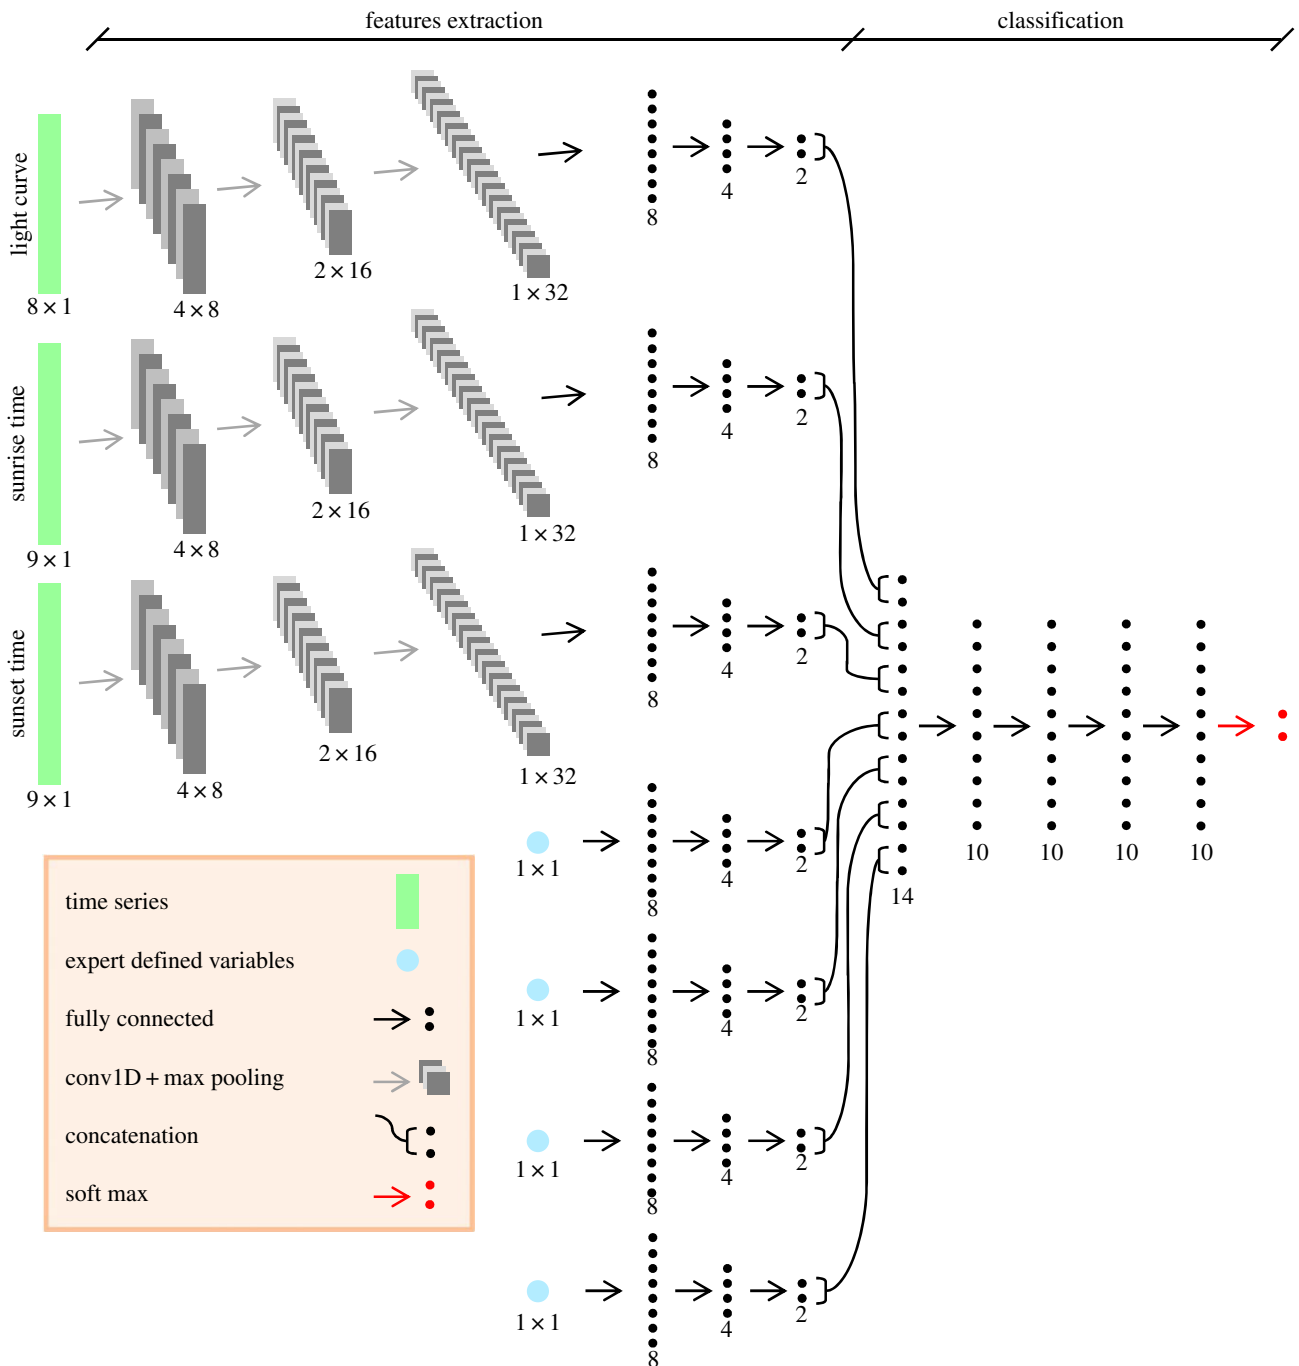 features extraction
classification
light curve
8 × 1
4 × 8
2 × 16
1 × 32
8
4
2
sunrise time
9 × 1
4 × 8
2 × 16
1 × 32
8
4
2
sunset time
9 × 1
4 × 8
2 × 16
1 × 32
8
4
2
1 × 1
8
4
2
1 × 1
8
4
2
1 × 1
8
4
2
1 × 1
8
4
2
14
10
10
10
10
time series
expert defined variables
fully connected
conv1D + max pooling
concatenation
soft max